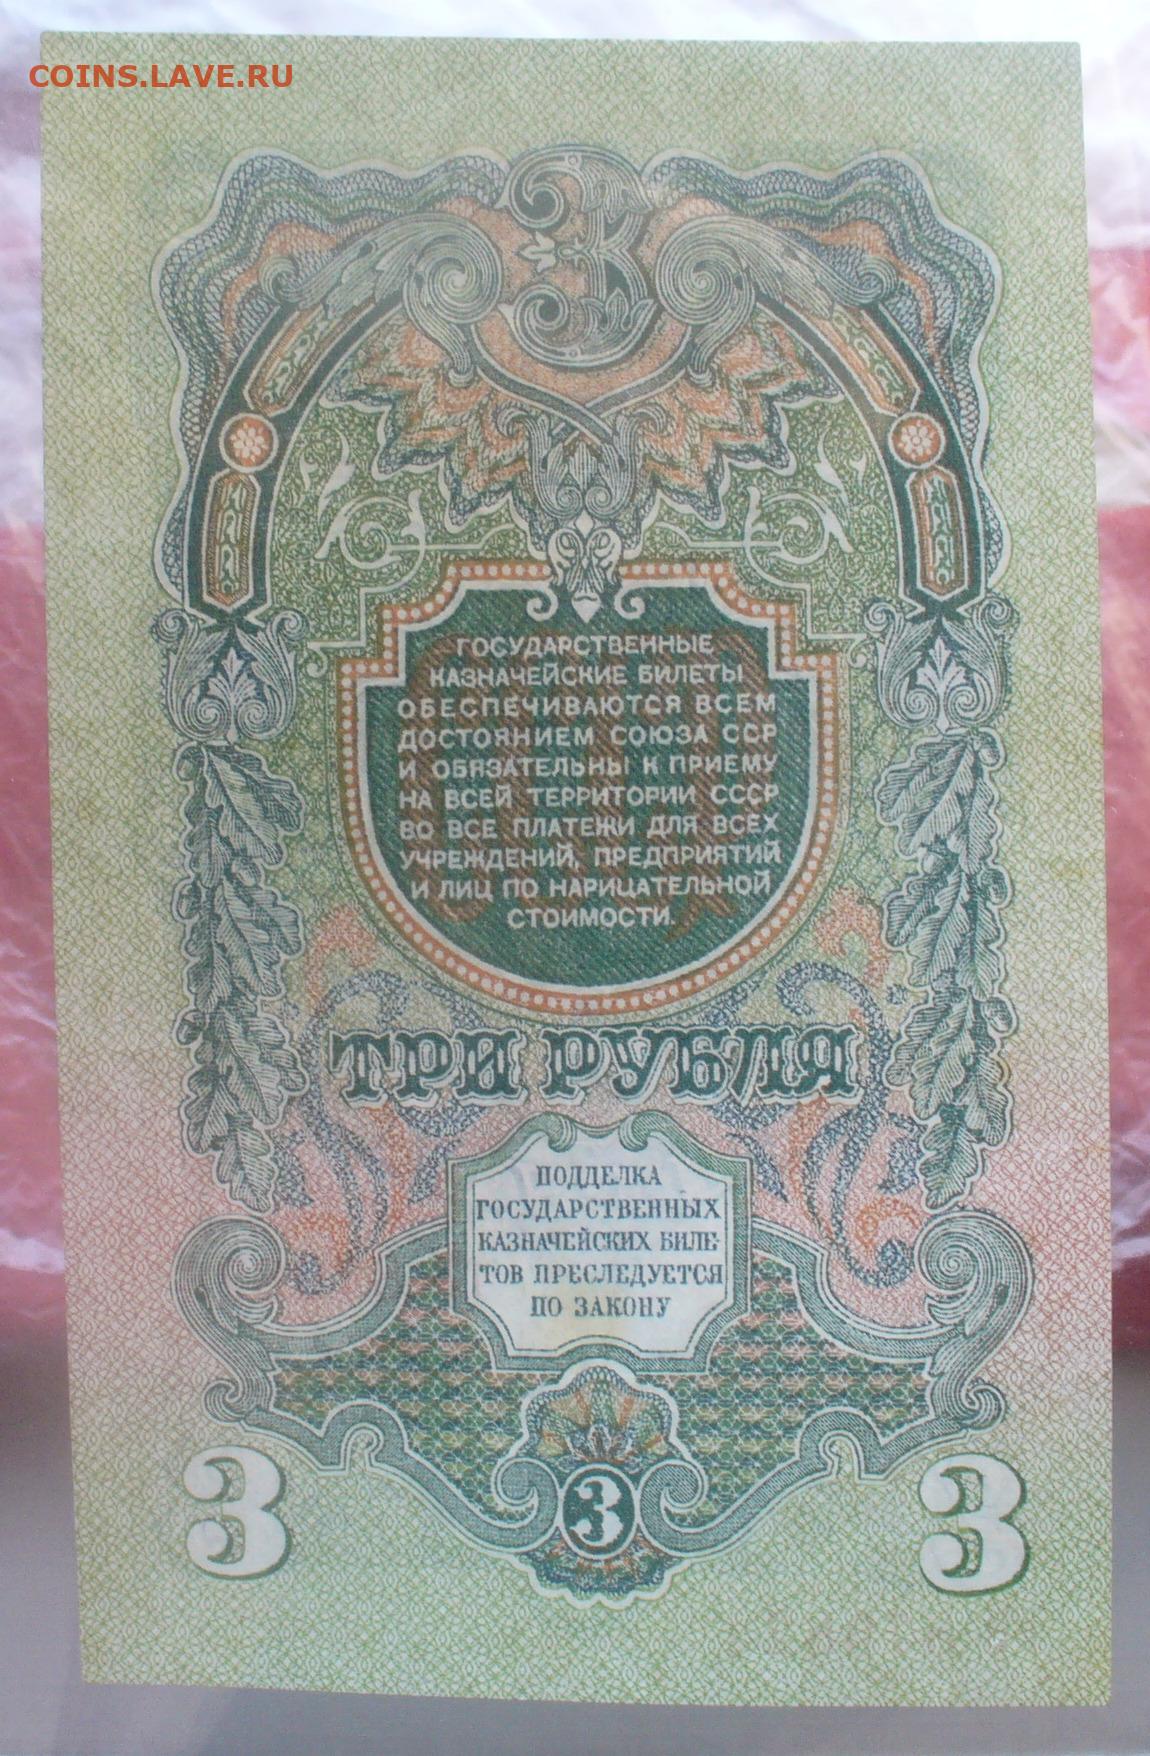 COINS.LAVE.RU
3
ГОСУДАРСТВЕННЫЕ
КАЗНАЧЕЙСКИЕ БИЛЕТЫ
ОБЕСПЕЧИВАЮТСЯ ВСЕМ
ДОСТОЯНИЕМ СОЮЗА ССР
И ОБЯЗАТЕЛЬНЫ К ПРИЕМУ
НА ВСЕЙ ТЕРРИТОРИИ СССР
ВО ВСЕ ПЛАТЕЖИ ДЛЯ ВСЕХ
УЧРЕЖДЕНИЙ, ПРЕДПРИЯТИЙ
И ЛИЦ ПО НАРИЦАТЕЛЬНОЙ
СТОИМОСТИ.
ТРИ РУБЛЯ
ПОДДЕЛКА
ГОСУДАРСТВЕННЫХ
КАЗНАЧЕЙСКИХ БИЛЕ-
ТОВ ПРЕСЛЕДУЕТСЯ
ПО ЗАКОНУ
3 3 3